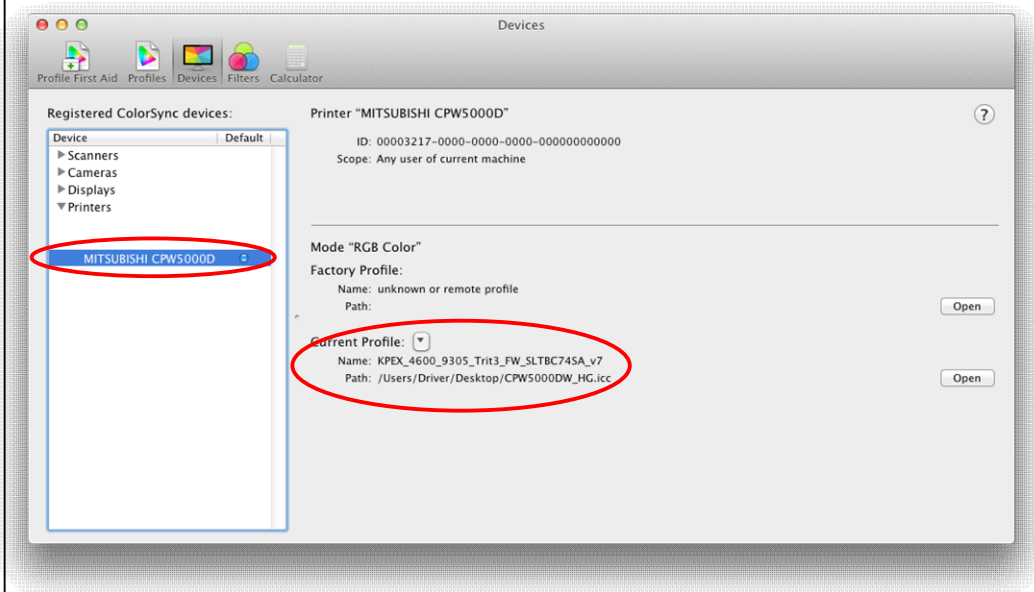 Devices
Profile First Aid Profiles Devices Filters Calculator
Registered ColorSync devices:
Device Default
Scanners
Cameras
Displays
Printers
MITSUBISHI CPW5000D
Printer “MITSUBISHI CPW5000D”
?
ID: 00003217-0000-0000-0000-000000000000
Scope: Any user of current machine
Mode “RGB Color”
Factory Profile:
Name: unknown or remote profile
Path:
Open
Current Profile:
Name: KPEX_4600_9305_Trit3_FW_SLTBC74SA_v7
Path: /Users/Driver/Desktop/CPW5000DW_HG.icc
Open